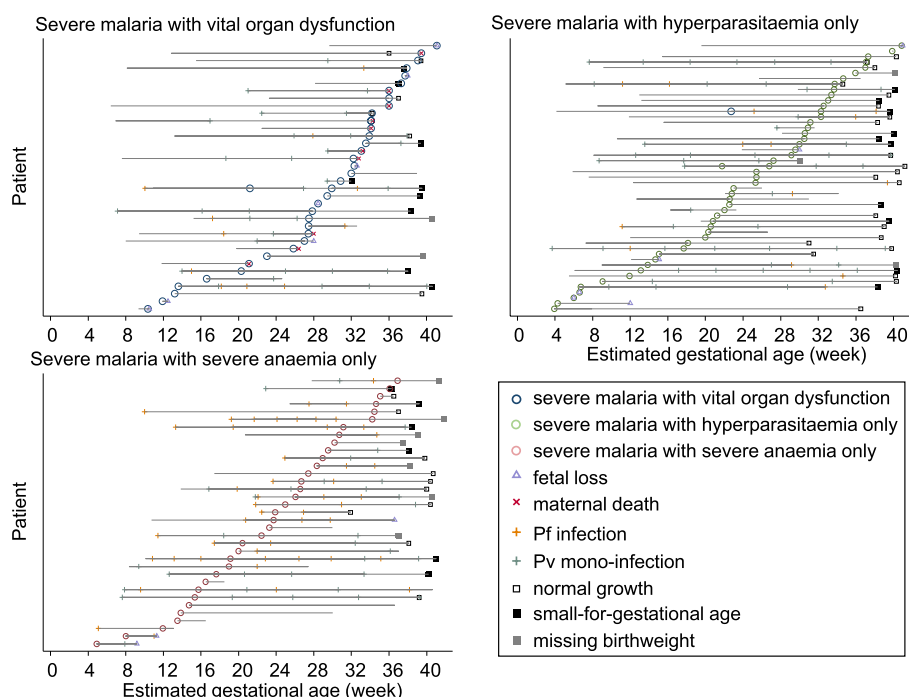 Severe malaria with vital organ dysfunction
Patient
0 4 8 12 16 20 24 28 32 36 40
Severe malaria with hyperparasitaemia only
Patient
0 4 8 12 16 20 24 28 32 36 40
Estimated gestational age (week)
Severe malaria with severe anaemia only
Patient
0 4 8 12 16 20 24 28 32 36 40
Estimated gestational age (week)
severe malaria with vital organ dysfunction
severe malaria with hyperparasitaemia only
severe malaria with severe anaemia only
fetal loss
maternal death
Pf infection
Pv mono-infection
normal growth
small-for-gestational age
missing birthweight